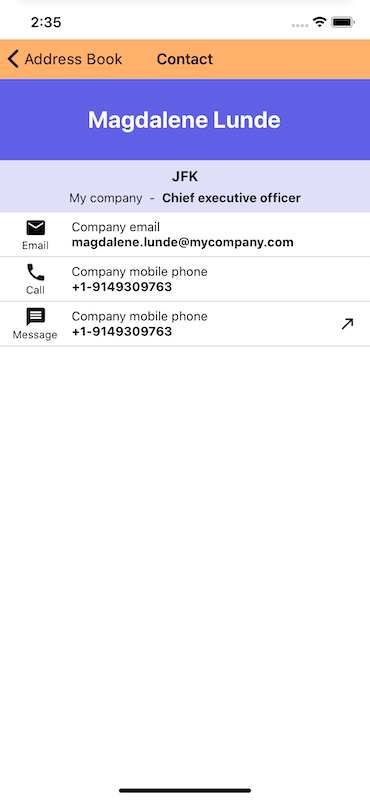 2:35
Address Book Contact
Magdalene Lunde
JFK
My company - Chief executive officer
Company email
Email magdalene.lunde@mycompany.com
Company mobile phone
Call +1-9149309763
Company mobile phone
Message +1-9149309763